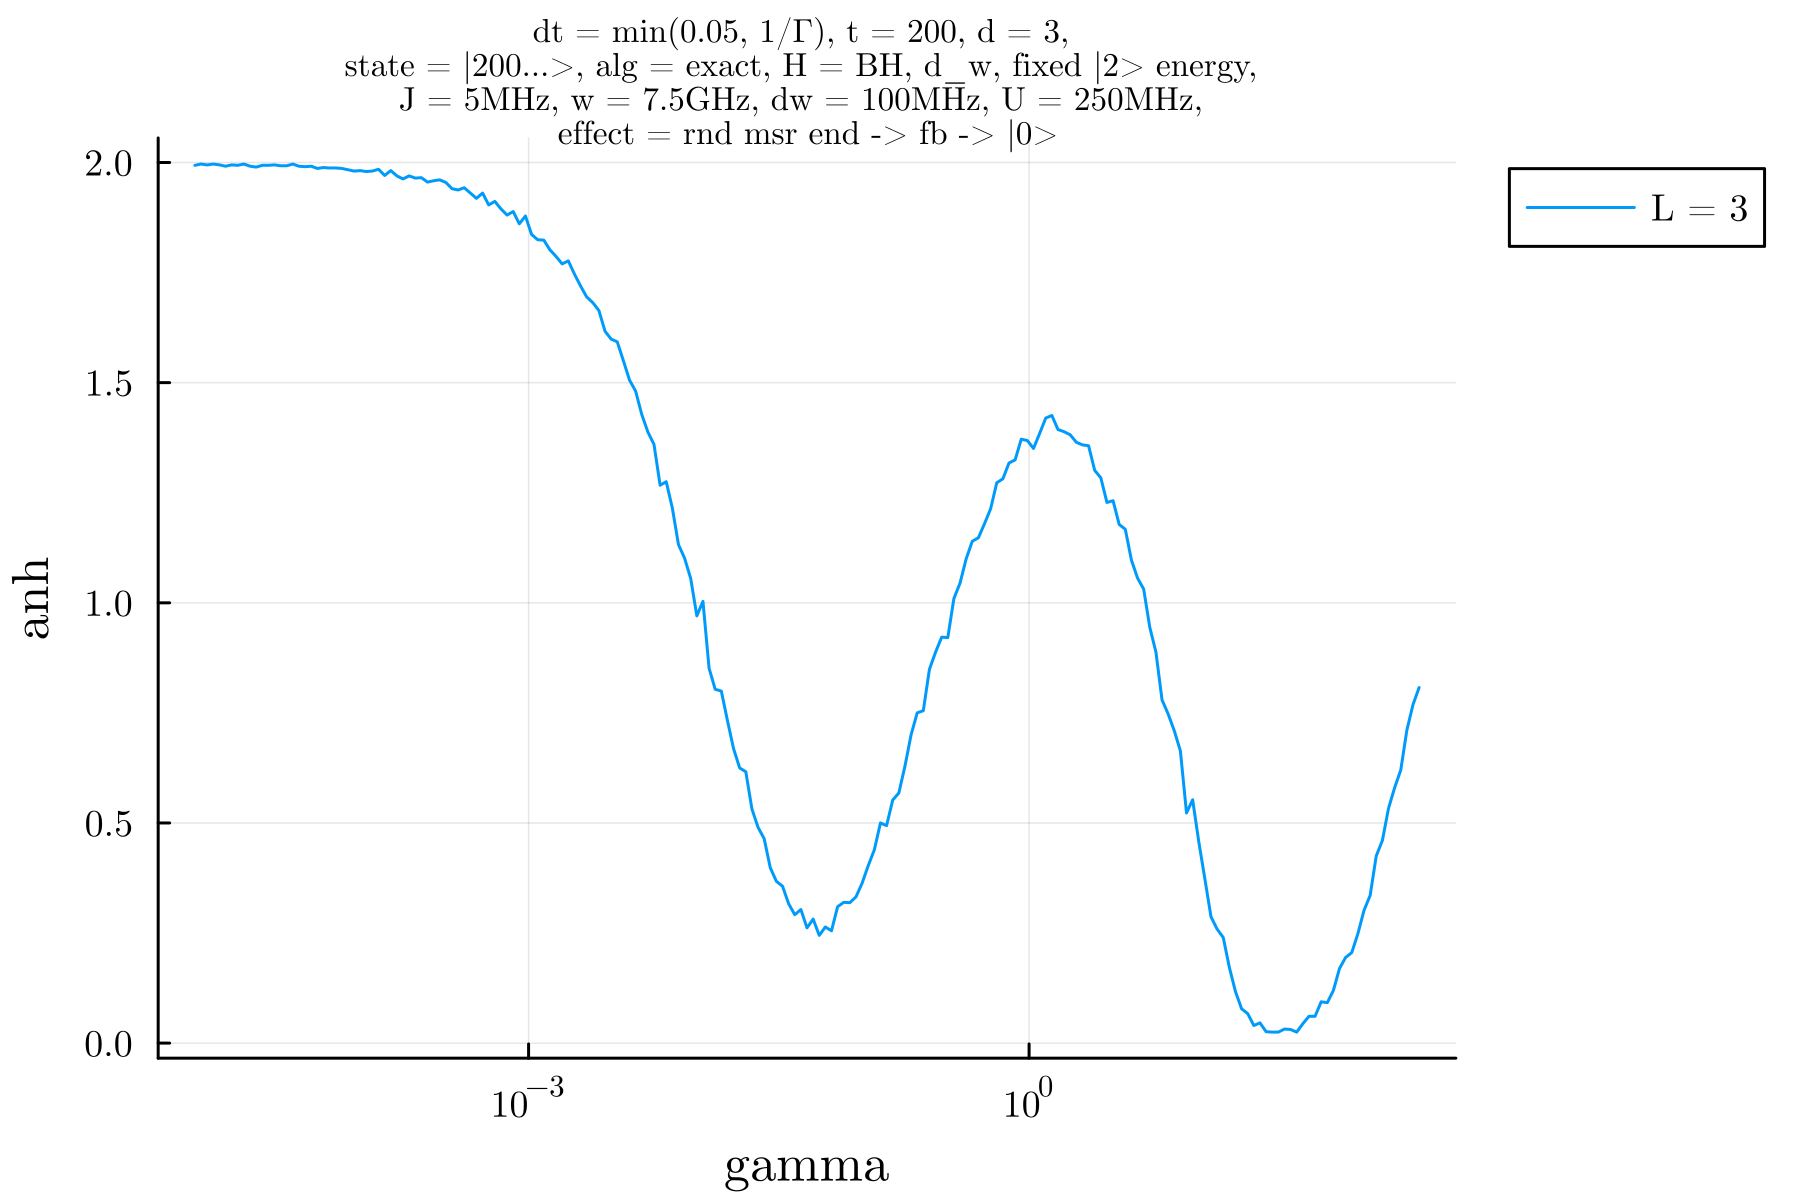 dt = min(0.05, 1/Γ), t = 200, d = 3,
state = |200...>, alg = exact, H = BH, d_w, fixed |2> energy,
J = 5MHz, w = 7.5GHz, dw = 100MHz, U = 250MHz,
effect = rnd msr end -> fb -> |0>
2.0
1.5
1.0
0.5
0.0
anh
10⁻³
10⁰
gamma
L = 3